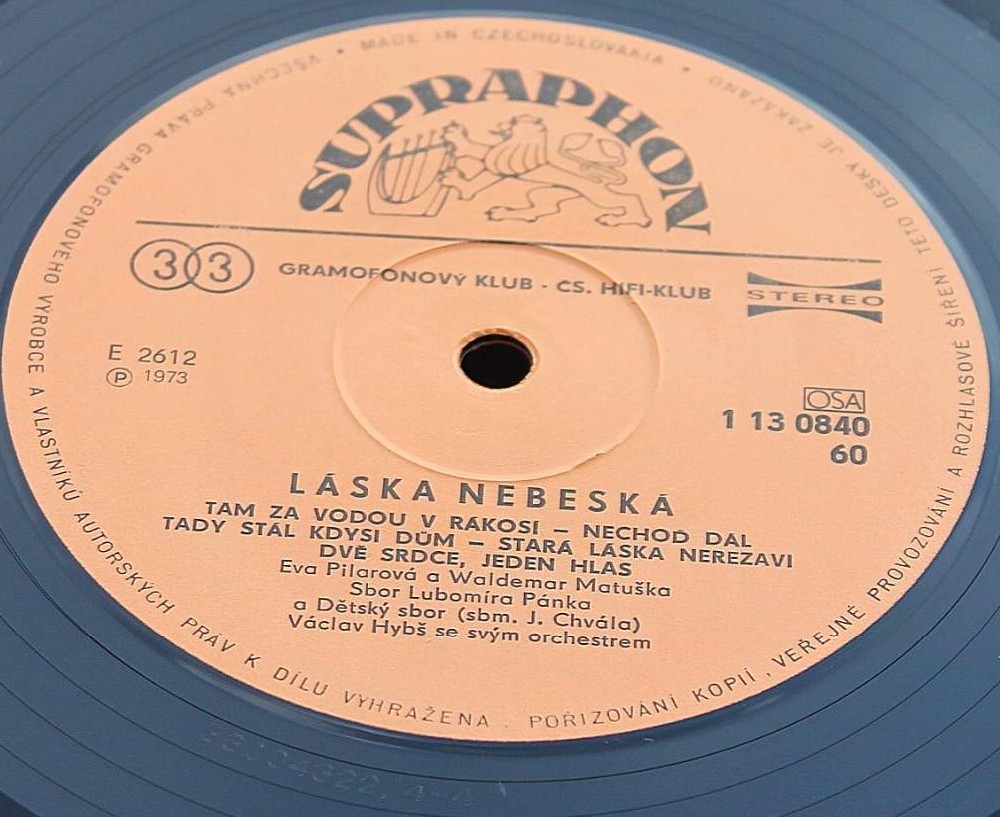 VŠECHNA PRÁVA GRAMOFONOVÉHO VÝROBCE A VLASTNÍKŮ AUTORSKÝCH PRÁV K DÍLU VYHRAŽENA . POŘIZOVÁNÍ KOPIÍ , VEŘEJNÉ PROVOZOVÁNÍ A ROZHLASOVÉ ŠÍŘENÍ TÉTO DESKY JE ZAKÁZÁNO • MADE IN CZECHOSLOVAKIA •
SUPRAPHON
33
GRAMOFONOVÝ KLUB - ČS. HIFI-KLUB
STEREO
E 2612
Ⓟ 1973
OSA
1 13 0840
60
LÁSKA NEBESKÁ
TAM ZA VODOU V RÁKOSÍ – NECHOĎ DÁL
TADY STÁL KDYSI DŮM – STARÁ LÁSKA NEREZAVÍ
DVĚ SRDCE, JEDEN HLAS
Eva Pilarová a Waldemar Matuška
Sbor Lubomíra Pánka
a Dětský sbor (sbm. J. Chvála)
Václav Hybš se svým orchestrem